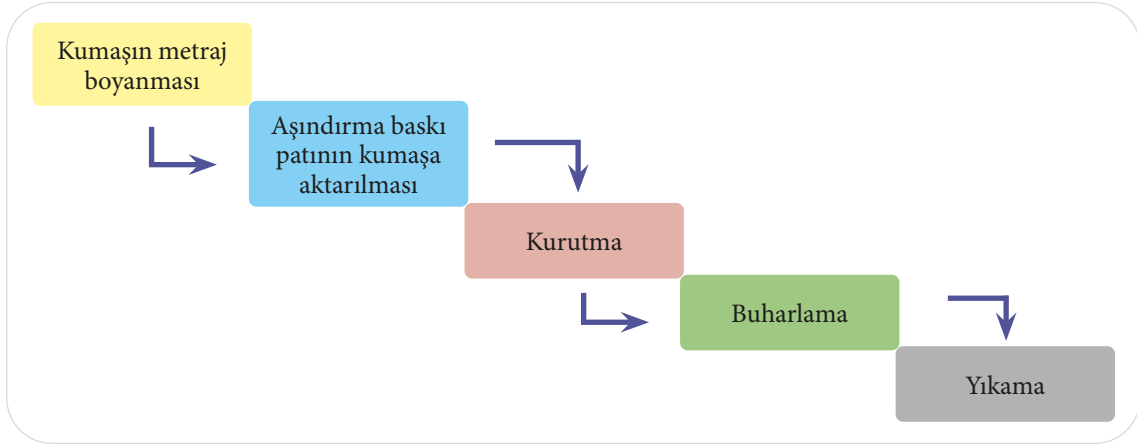 Kumaşın metraj
boyanması
Aşındırma baskı
patının kumaşa
aktarılması
Kurutma
Buharlama
Yıkama